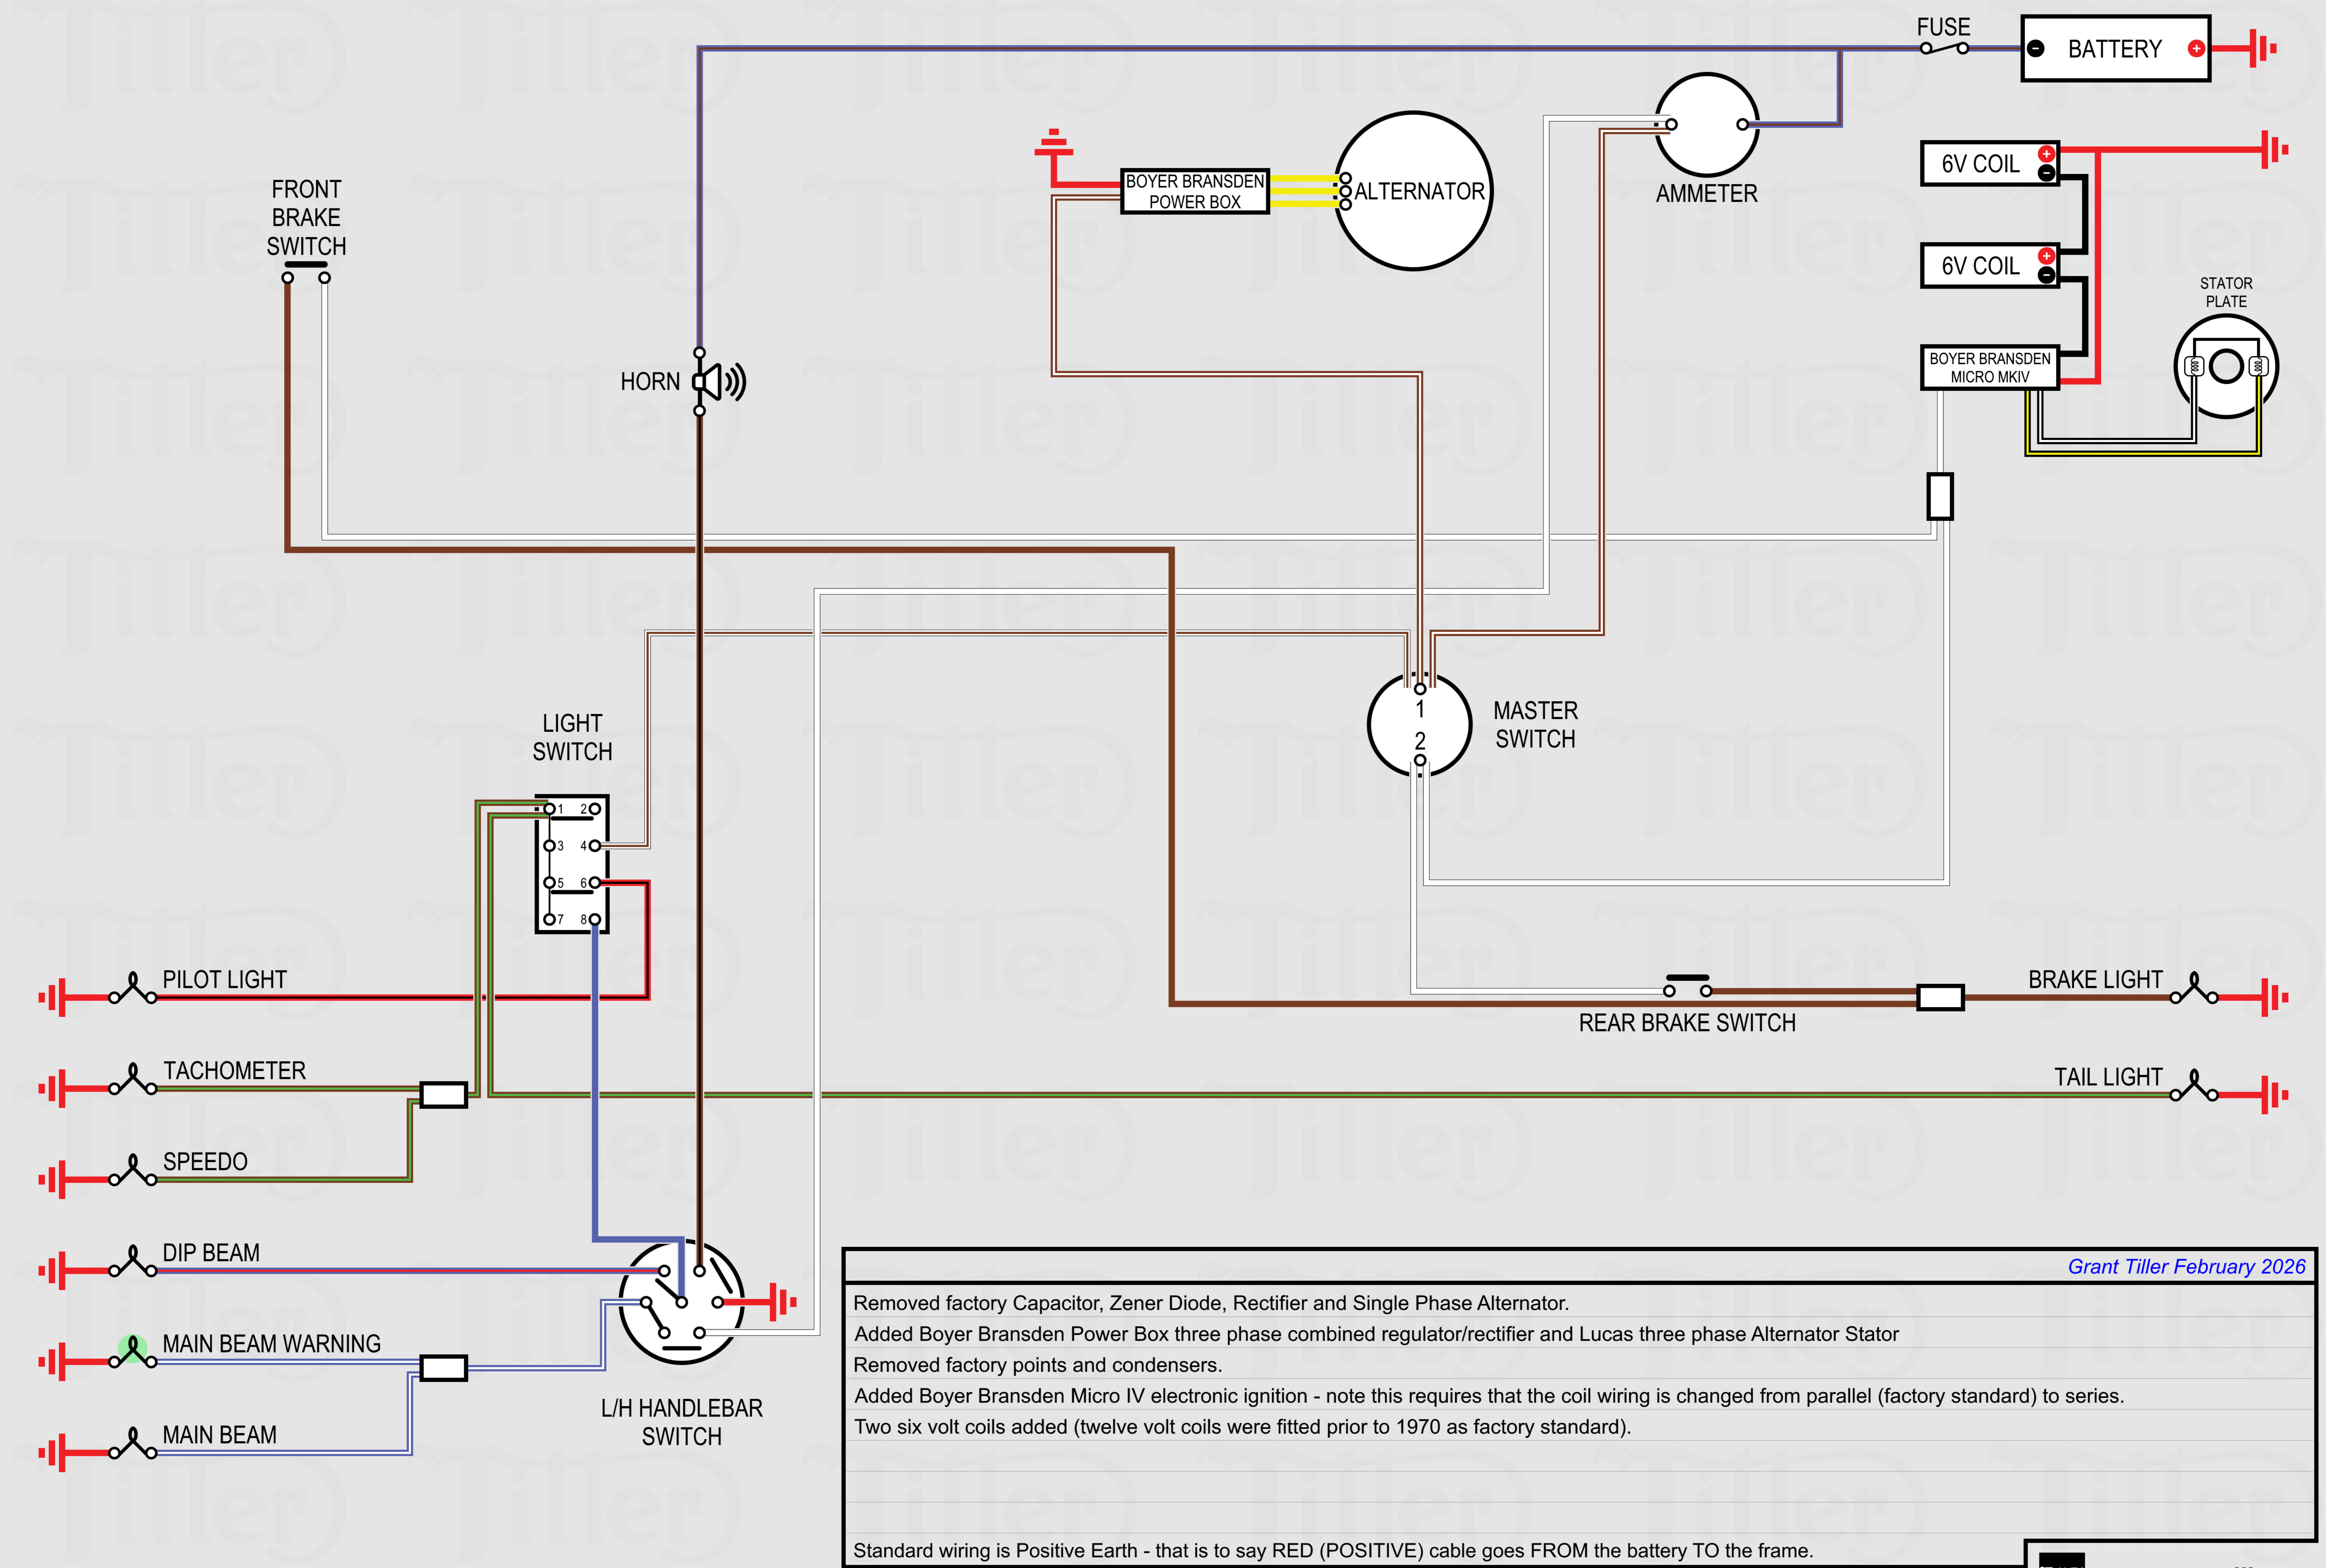 FUSE
BATTERY
FRONT
BRAKE
SWITCH
BOYER BRANSDEN
POWER BOX
ALTERNATOR
AMMETER
6V COIL
6V COIL
STATOR
PLATE
BOYER BRANSDEN
MICRO MKIV
HORN
1
2
MASTER
SWITCH
LIGHT
SWITCH
1 2
3 4
5 6
7 8
PILOT LIGHT
TACHOMETER
SPEEDO
DIP BEAM
MAIN BEAM WARNING
MAIN BEAM
L/H HANDLEBAR
SWITCH
REAR BRAKE SWITCH
BRAKE LIGHT
TAIL LIGHT
Grant Tiller February 2026
Removed factory Capacitor, Zener Diode, Rectifier and Single Phase Alternator.
Added Boyer Bransden Power Box three phase combined regulator/rectifier and Lucas three phase Alternator Stator
Removed factory points and condensers.
Added Boyer Bransden Micro IV electronic ignition - note this requires that the coil wiring is changed from parallel (factory standard) to series.
Two six volt coils added (twelve volt coils were fitted prior to 1970 as factory standard).
Standard wiring is Positive Earth - that is to say RED (POSITIVE) cable goes FROM the battery TO the frame.
Tiller